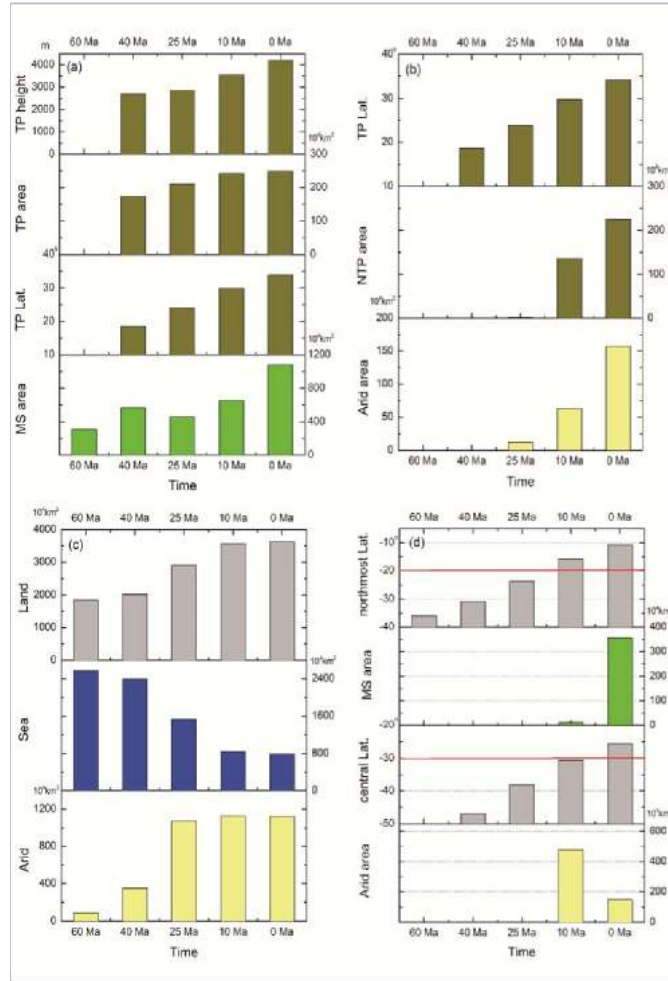 60 Ma 40 Ma 25 Ma 10 Ma 0 Ma
m
(a)
4000
3000
2000
1000
0
TP height
10⁴km²
300
200
100
0
TP area
40°
30
20
10
TP Lat.
10⁴km²
1200
800
400
0
MS area
60 Ma 40 Ma 25 Ma 10 Ma 0 Ma
Time
60 Ma 40 Ma 25 Ma 10 Ma 0 Ma
(b)
40°
30
20
10
TP Lat.
10⁴km²
300
200
100
0
NTP area
10⁴km²
200
150
100
50
0
Arid area
60 Ma 40 Ma 25 Ma 10 Ma 0 Ma
Time
60 Ma 40 Ma 25 Ma 10 Ma 0 Ma
10⁴km²
(c)
4000
3000
2000
1000
0
Land
10⁴km²
2400
1600
800
0
Sea
10⁴km²
1200
800
400
0
Arid
60 Ma 40 Ma 25 Ma 10 Ma 0 Ma
Time
60 Ma 40 Ma 25 Ma 10 Ma 0 Ma
(d)
-10°
-20
-30
-40
northmost Lat.
10⁴km²
400
300
200
100
0
MS area
-20°
-30
-40
-50
central Lat.
10⁴km²
600
400
200
0
Arid area
60 Ma 40 Ma 25 Ma 10 Ma 0 Ma
Time